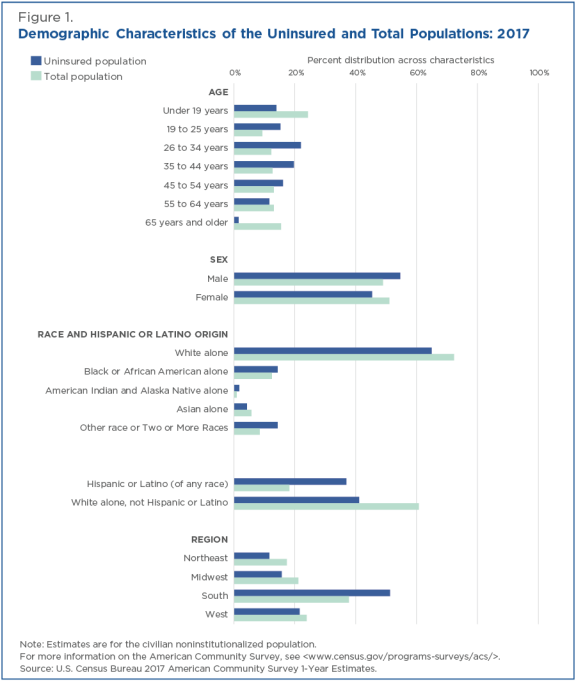 Figure 1.
Demographic Characteristics of the Uninsured and Total Populations: 2017
Uninsured population
Total population
Percent distribution across characteristics
0% 20% 40% 60% 80% 100%
AGE
Under 19 years
19 to 25 years
26 to 34 years
35 to 44 years
45 to 54 years
55 to 64 years
65 years and older
SEX
Male
Female
RACE AND HISPANIC OR LATINO ORIGIN
White alone
Black or African American alone
American Indian and Alaska Native alone
Asian alone
Other race or Two or More Races
Hispanic or Latino (of any race)
White alone, not Hispanic or Latino
REGION
Northeast
Midwest
South
West
Note: Estimates are for the civilian noninstitutionalized population.
For more information on the American Community Survey, see <www.census.gov/programs-surveys/acs/>.
Source: U.S. Census Bureau 2017 American Community Survey 1-Year Estimates.